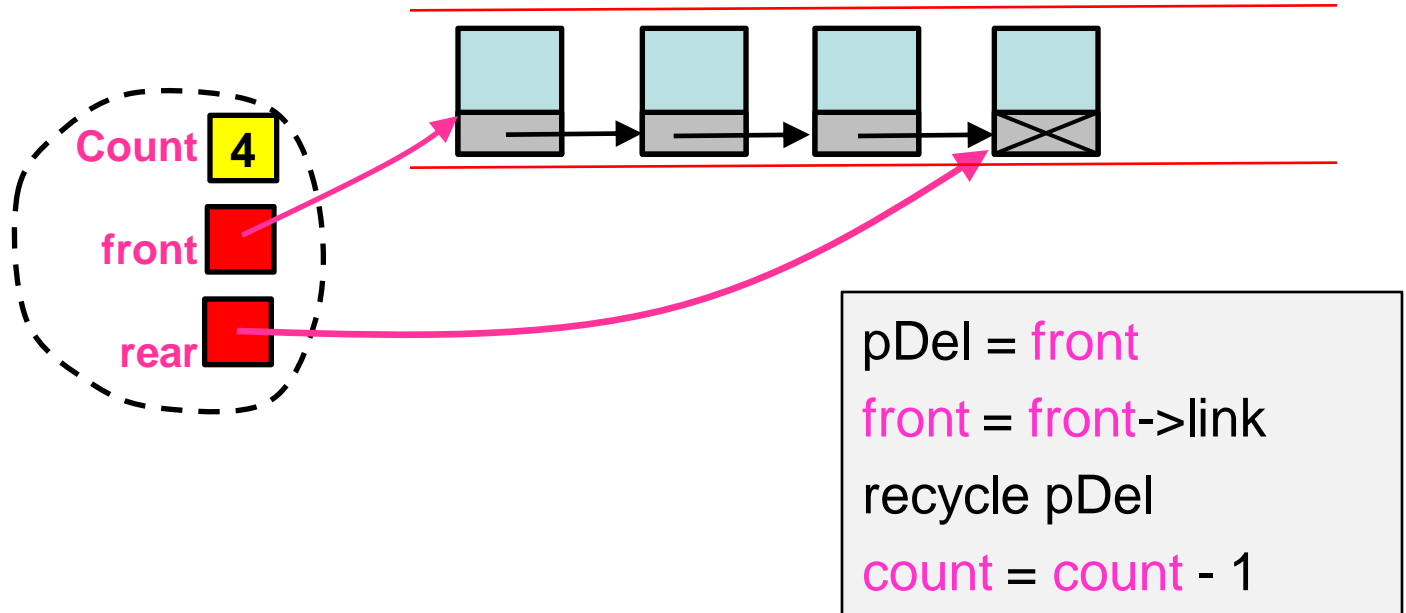 Count 4
front
rear
pDel = front
front = front->link
recycle pDel
count = count - 1